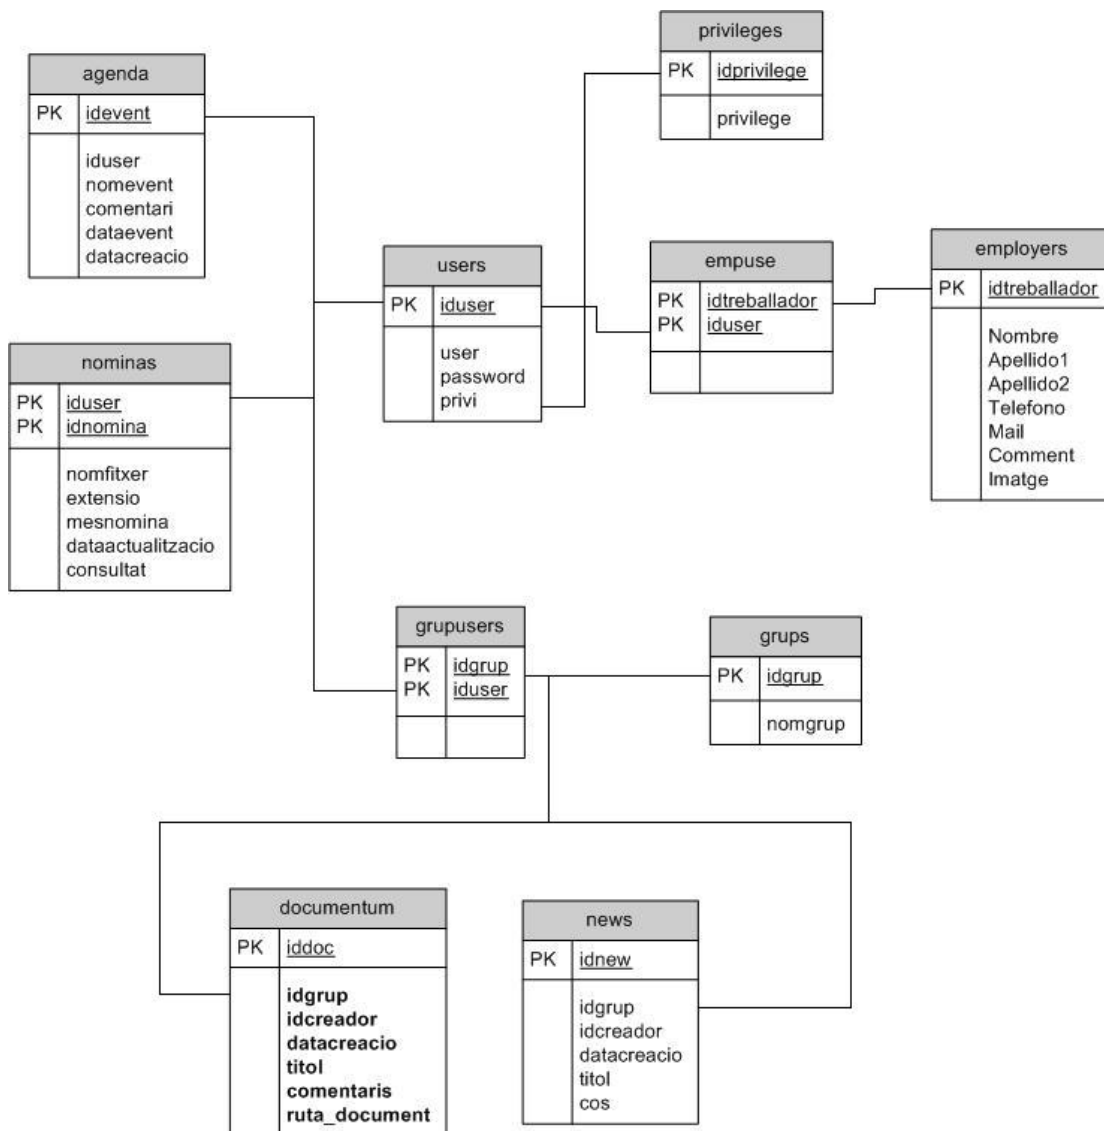 privileges
PK idprivilege
privilege
agenda
PK idevent
iduser
nomevent
comentari
dataevent
datacreacio
users
PK iduser
user
password
privi
empuse
PK idtreballador
PK iduser
employers
PK idtreballador
Nombre
Apellido1
Apellido2
Telefono
Mail
Comment
Imatge
nominas
PK iduser
PK idnomina
nomfitxer
extensio
mesnomina
dataactualitzacio
consultat
grupusers
PK idgrup
PK iduser
grups
PK idgrup
nomgrup
documentum
PK iddoc
idgrup
idcreador
datacreacio
titol
comentaris
ruta_document
news
PK idnew
idgrup
idcreador
datacreacio
titol
cos